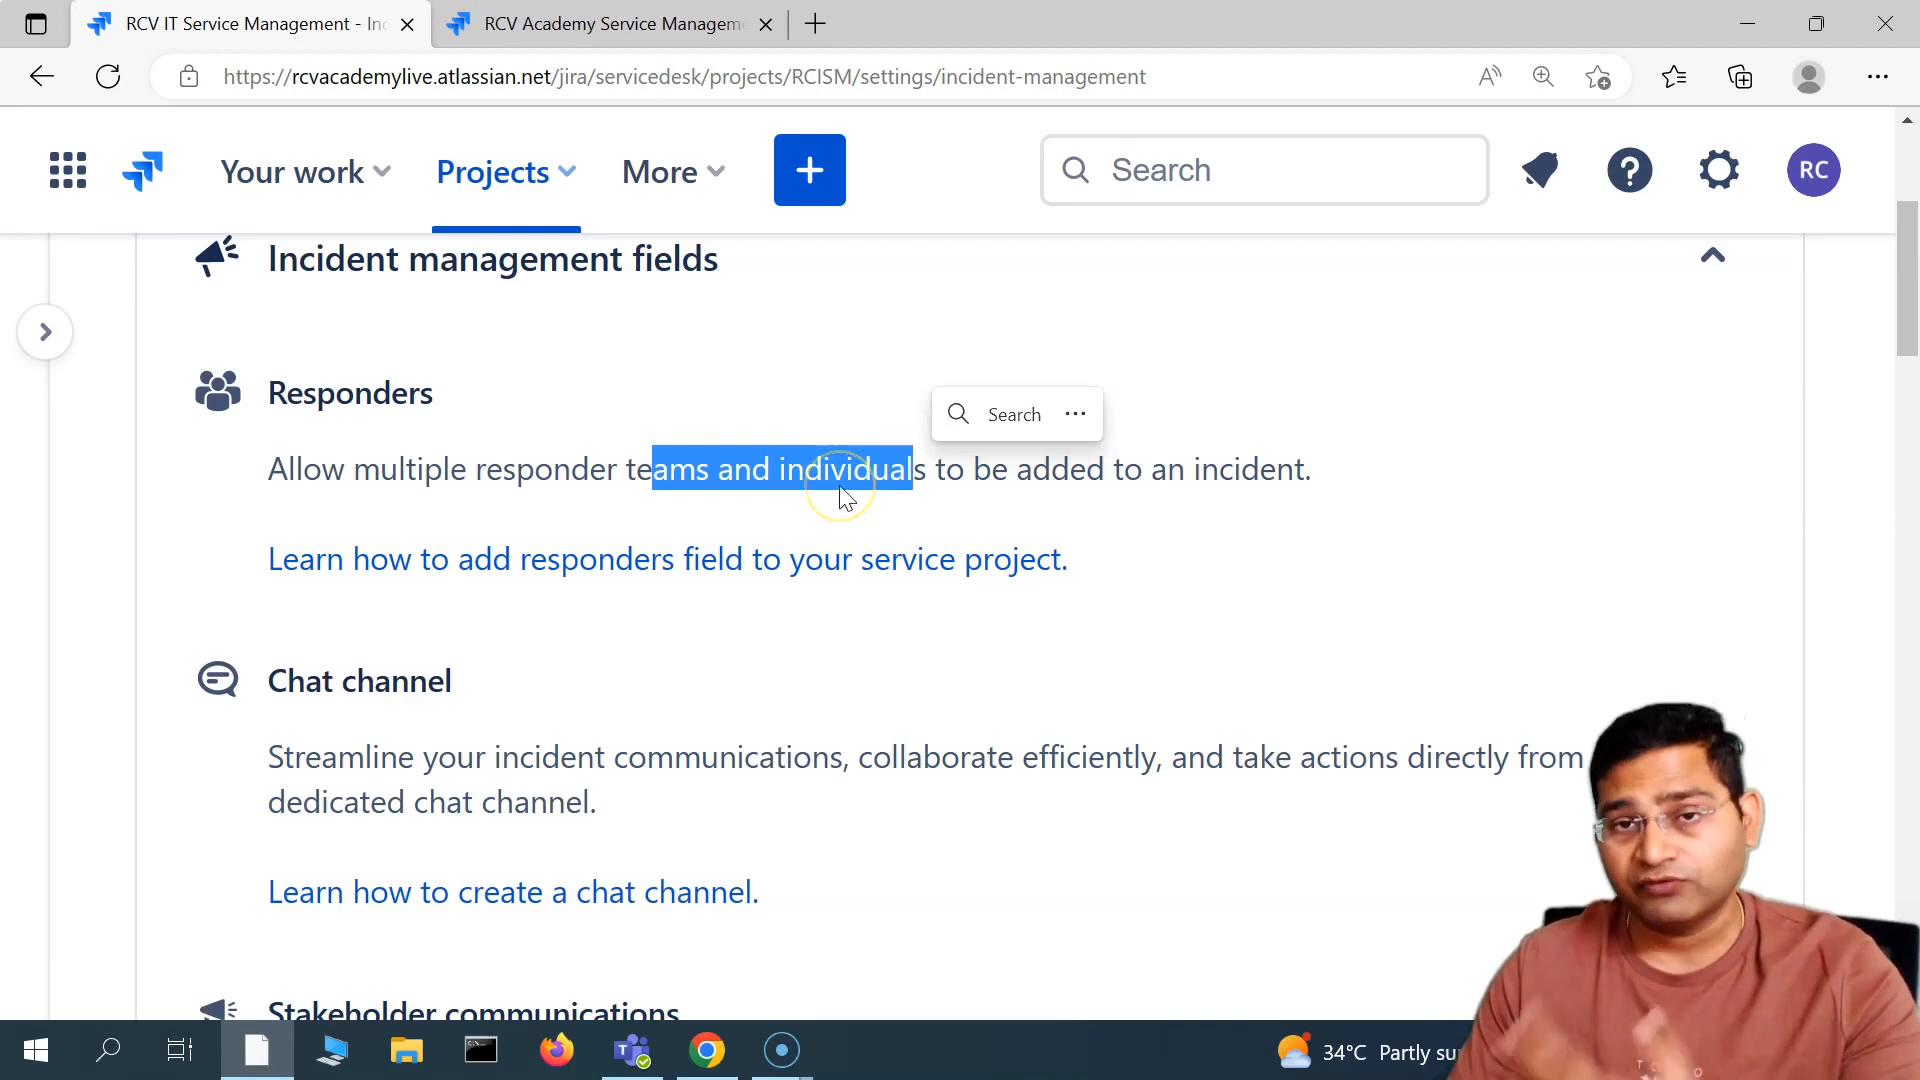 RCV IT Service Management - Inc
RCV Academy Service Managem
https://rcvacademylive.atlassian.net/jira/servicedesk/projects/RCISM/settings/incident-management
Your work
Projects
More
Search
RC
Incident management fields
Responders
Search
Allow multiple responder teams and individuals to be added to an incident.
Learn how to add responders field to your service project.
Chat channel
Streamline your incident communications, collaborate efficiently, and take actions directly from
dedicated chat channel.
Learn how to create a chat channel.
Stakeholder communications
34°C Partly su